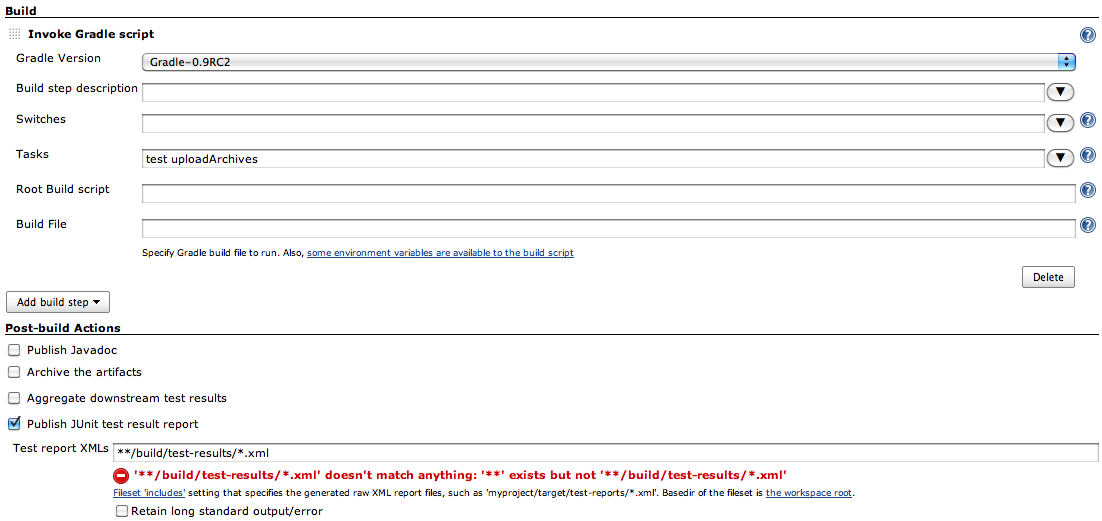 Build
Invoke Gradle script
Gradle Version
Gradle-0.9RC2
Build step description
Switches
Tasks
test uploadArchives
Root Build script
Build File
Specify Gradle build file to run. Also, some environment variables are available to the build script
Delete
Add build step
Post-build Actions
Publish Javadoc
Archive the artifacts
Aggregate downstream test results
Publish JUnit test result report
Test report XMLs
**/build/test-results/*.xml
'**/build/test-results/*.xml' doesn't match anything: '**' exists but not '**/build/test-results/*.xml'
Fileset 'includes' setting that specifies the generated raw XML report files, such as 'myproject/target/test-reports/*.xml'. Basedir of the fileset is the workspace root.
Retain long standard output/error